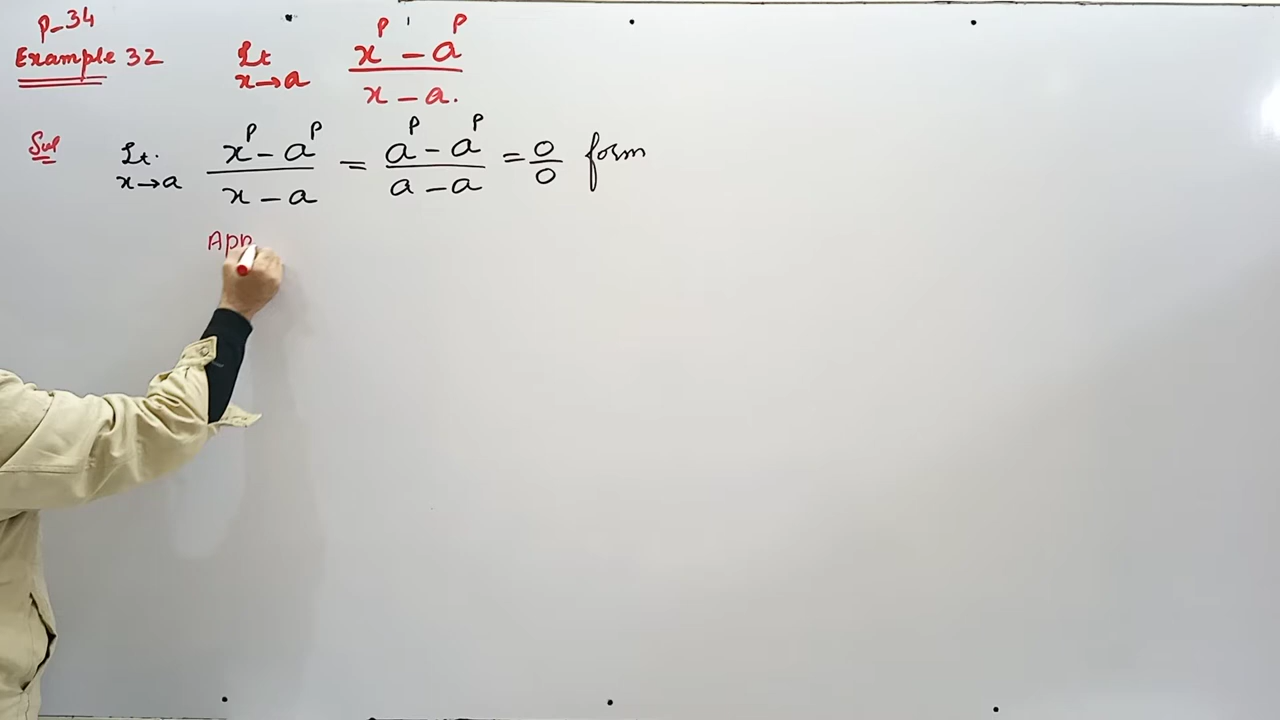 P-34
Example 32 Lt x→a x^p - a^p / x - a.
Sol Lt. x→a x^p - a^p / x - a = a^p - a^p / a - a = 0/0 form
App